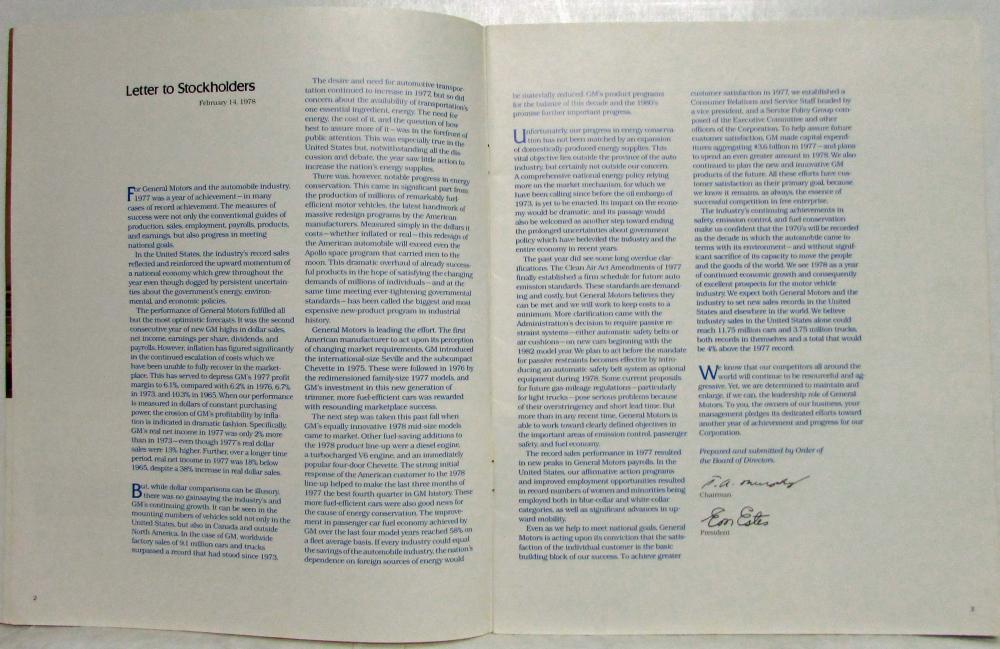 Letter to Stockholders
February 14, 1978
For General Motors and the automobile industry,
1977 was a year of achievement—in many
cases of record achievement. The measures of
success were not only the conventional guides of
production, sales, employment, payrolls, products,
and earnings, but also progress in meeting
national goals.
In the United States, the industry's record sales
reflected and reinforced the upward momentum of
a national economy which grew throughout the
year even though dogged by persistent uncertain-
ties about the government's energy, environ-
mental, and economic policies.
The performance of General Motors fulfilled all
but the most optimistic forecasts. It was the second
consecutive year of new GM highs in dollar sales,
net income, earnings per share, dividends, and
payrolls. However, inflation has figured significantly
in the continued escalation of costs which we
have been unable to fully recover in the market-
place. This has served to depress GM's 1977 profit
margin to 6.1%, compared with 6.2% in 1976, 6.7%
in 1973, and 10.3% in 1965. When our performance
is measured in dollars of constant purchasing
power, the erosion of GM's profitability by infla-
tion is indicated in dramatic fashion. Specifically,
GM's real net income in 1977 was only 2% more
than in 1973—even though 1977's real dollar
sales were 13% higher. Further, over a longer time
period, real net income in 1977 was 18% below
1965, despite a 38% increase in real dollar sales.
But, while dollar comparisons can be illusory,
there was no gainsaying the industry's and
GM's continuing growth. It can be seen in the
mounting numbers of vehicles sold not only in the
United States, but also in Canada and outside
North America. In the case of GM, worldwide
factory sales of 9.1 million cars and trucks
surpassed a record that had stood since 1973.
2
The desire and need for automotive transpor-
tation continued to increase in 1977, but so did
concern about the availability of transportation's
one essential ingredient, energy. The need for
energy, the cost of it, and the question of how
best to assure more of it—was in the forefront of
public attention. This was especially true in the
United States but, notwithstanding all the dis-
cussion and debate, the year saw little action to
increase the nation's energy supplies.
There was, however, notable progress in energy
conservation. This came in significant part from
the production of millions of remarkably fuel-
efficient motor vehicles, the latest handiwork of
massive redesign programs by the American
manufacturers. Measured simply in the dollars it
costs—whether inflated or real—this redesign of
the American automobile will exceed even the
Apollo space program that carried men to the
moon. This dramatic overhaul of already success-
ful products in the hope of satisfying the changing
demands of millions of individuals—and at the
same time meeting ever-tightening governmental
standards—has been called the biggest and most
expensive new-product program in industrial
history.
General Motors is leading the effort. The first
American manufacturer to act upon its perception
of changing market requirements, GM introduced
the international-size Seville and the subcompact
Chevette in 1975. These were followed in 1976 by
the redimensioned family-size 1977 models, and
GM's investment in this new generation of
trimmer, more fuel-efficient cars was rewarded
with resounding marketplace success.
The next step was taken this past fall when
GM's equally innovative 1978 mid-size models
came to market. Other fuel-saving additions to
the 1978 product line-up were a diesel engine,
a turbocharged V6 engine, and an immediately
popular four-door Chevette. The strong initial
response of the American customer to the 1978
line up helped to make the last three months of
1977 the best fourth quarter in GM history. These
more fuel-efficient cars were also good news for
the cause of energy conservation. The improve-
ment in passenger car fuel economy achieved by
GM over the last four model years reached 58% on
a fleet average basis. If every industry could equal
the savings of the automobile industry, the nation's
dependence on foreign sources of energy would
be materially reduced. GM's product programs
for the balance of this decade and the 1980's
promise further important progress.
Unfortunately, our progress in energy conserva-
tion has not been matched by an expansion
of domestically-produced energy supplies. This
vital objective lies outside the province of the auto
industry, but certainly not outside our concern.
A comprehensive national energy policy relying
more on the market mechanism, for which we
have been calling since before the oil embargo of
1973, is yet to be enacted. Its impact on the econo-
my would be dramatic, and its passage would
also be welcomed as another step toward ending
the prolonged uncertainties about government
policy which have bedeviled the industry and the
entire economy in recent years.
The past year did see some long overdue clar-
ifications. The Clean Air Act Amendments of 1977
finally established a firm schedule for future auto
emission standards. These standards are demand-
ing and costly, but General Motors believes they
can be met and we will work to keep costs to a
minimum. More clarification came with the
Administration's decision to require passive re-
straint systems—either automatic safety belts or
air cushions—on new cars beginning with the
1982 model year. We plan to act before the mandate
for passive restraints becomes effective by intro-
ducing an automatic safety belt system as optional
equipment during 1978. Some current proposals
for future gas-mileage regulations—particularly
for light trucks—pose serious problems because
of their overstringency and short lead time. But
more than in any recent time, General Motors is
able to work toward clearly defined objectives in
the important areas of emission control, passenger
safety, and fuel economy.
The record sales performance in 1977 resulted
in new peaks in General Motors payrolls. In the
United States, our affirmative action programs
and improved employment opportunities resulted
in record numbers of women and minorities being
employed both in blue-collar and white-collar
categories, as well as significant advances in up-
ward mobility.
Even as we help to meet national goals, General
Motors is acting upon its conviction that the satis-
faction of the individual customer is the basic
building block of our success. To achieve greater
customer satisfaction in 1977, we established a
Consumer Relations and Service Staff headed by
a vice president, and a Service Policy Group com-
posed of the Executive Committee and other
officers of the Corporation. To help assure future
customer satisfaction, GM made capital expend-
itures aggregating $3.6 billion in 1977—and plans
to spend an even greater amount in 1978. We also
continued to plan the new and innovative GM
products of the future. All these efforts have cus-
tomer satisfaction as their primary goal, because
we know it remains, as always, the essence of
successful competition in free enterprise.
The industry's continuing achievements in
safety, emission control, and fuel conservation
make us confident that the 1970's will be recorded
as the decade in which the automobile came to
terms with its environment—and without signif-
icant sacrifice of its capacity to move the people
and the goods of the world. We see 1978 as a year
of continued economic growth and consequently
of excellent prospects for the motor vehicle
industry. We expect both General Motors and the
industry to set new sales records in the United
States and elsewhere in the world. We believe
industry sales in the United States alone could
reach 11.75 million cars and 3.75 million trucks,
both records in themselves and a total that would
be 4% above the 1977 record.
We know that our competitors all around the
world will continue to be resourceful and ag-
gressive. Yet, we are determined to maintain and
enlarge, if we can, the leadership role of General
Motors. To you, the owners of our business, your
management pledges its dedicated efforts toward
another year of achievement and progress for our
Corporation.
Prepared and submitted by Order of
the Board of Directors,
T. A. Murphy
Chairman
E M Estes
President
3